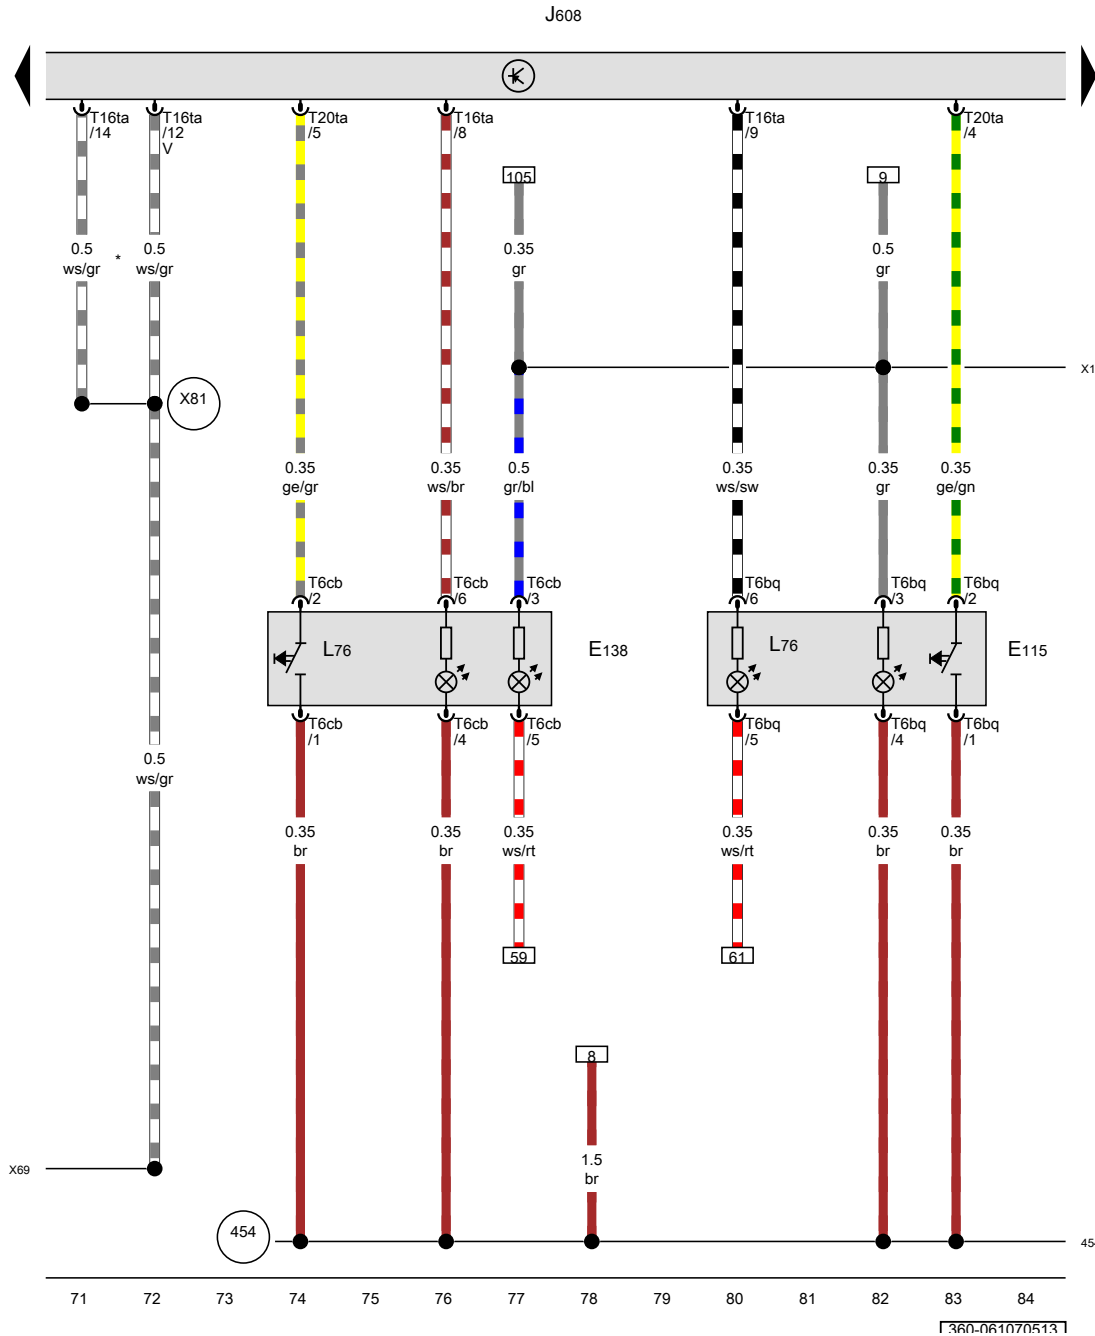 J608
T16ta
/14
T16ta
/12
V
T20ta
/5
T16ta
/8
T16ta
/9
T20ta
/4
105
9
0.5
ws/gr
*
0.5
ws/gr
0.35
gr
0.5
gr
X1
X81
0.35
ge/gr
0.35
ws/br
0.5
gr/bl
0.35
ws/sw
0.35
gr
0.35
ge/gn
T6cb
/2
T6cb
/6
T6cb
/3
T6bq
/6
T6bq
/3
T6bq
/2
L76
E138
L76
E115
T6cb
/1
T6cb
/4
T6cb
/5
T6bq
/5
T6bq
/4
T6bq
/1
0.5
ws/gr
0.35
br
0.35
br
0.35
ws/rt
0.35
ws/rt
0.35
br
0.35
br
59
61
8
1.5
br
X69
454
71 72 73 74 75 76 77 78 79 80 81 82 83 84
360-061070513